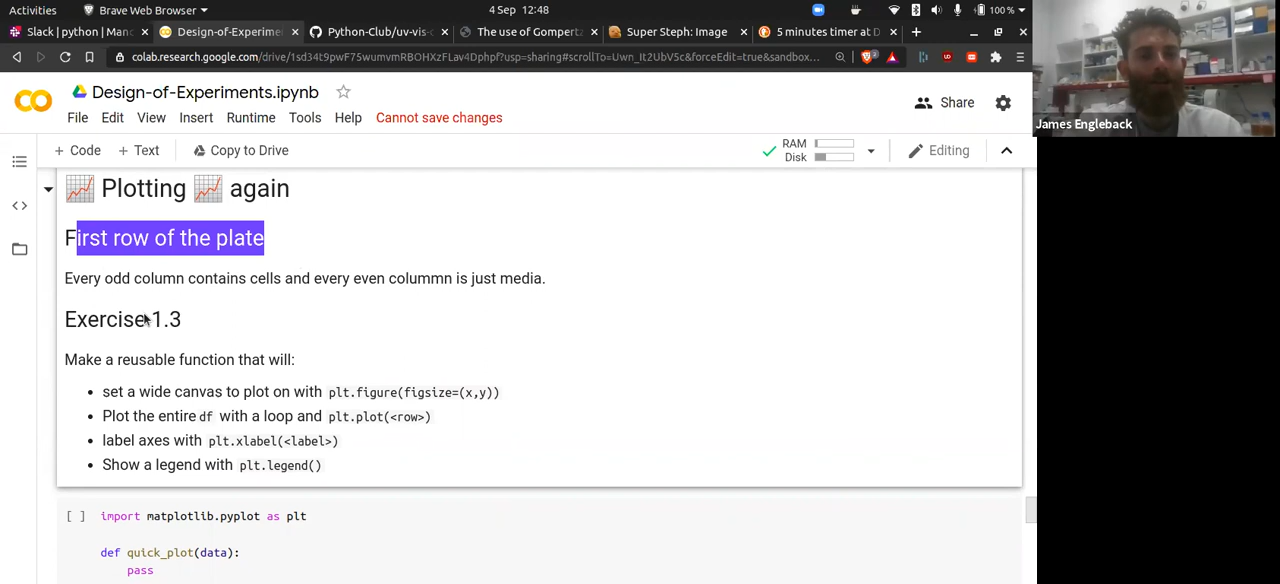 Activities
Brave Web Browser
4 Sep 12:48
100 %
Slack | python | Man
Design-of-Experime
Python-Club/uv-vis-c
The use of Gompert
Super Steph: Image
5 minutes timer at D
colab.research.google.com/drive/1sd34t9pwF75wumvmRBOHXzFLav4Dphpf?usp=sharing#scrollTo=Uwn_It2UbV5c&forceEdit=true&sandbox...
James Engleback
Design-of-Experiments.ipynb
File Edit View Insert Runtime Tools Help Cannot save changes
Share
+ Code + Text Copy to Drive
RAM
Disk
Editing
Plotting again
First row of the plate
Every odd column contains cells and every even colummn is just media.
Exercise 1.3
Make a reusable function that will:
• set a wide canvas to plot on with plt.figure(figsize=(x,y))
• Plot the entire df with a loop and plt.plot(<row>)
• label axes with plt.xlabel(<label>)
• Show a legend with plt.legend()
[ ] import matplotlib.pyplot as plt
def quick_plot(data):
pass